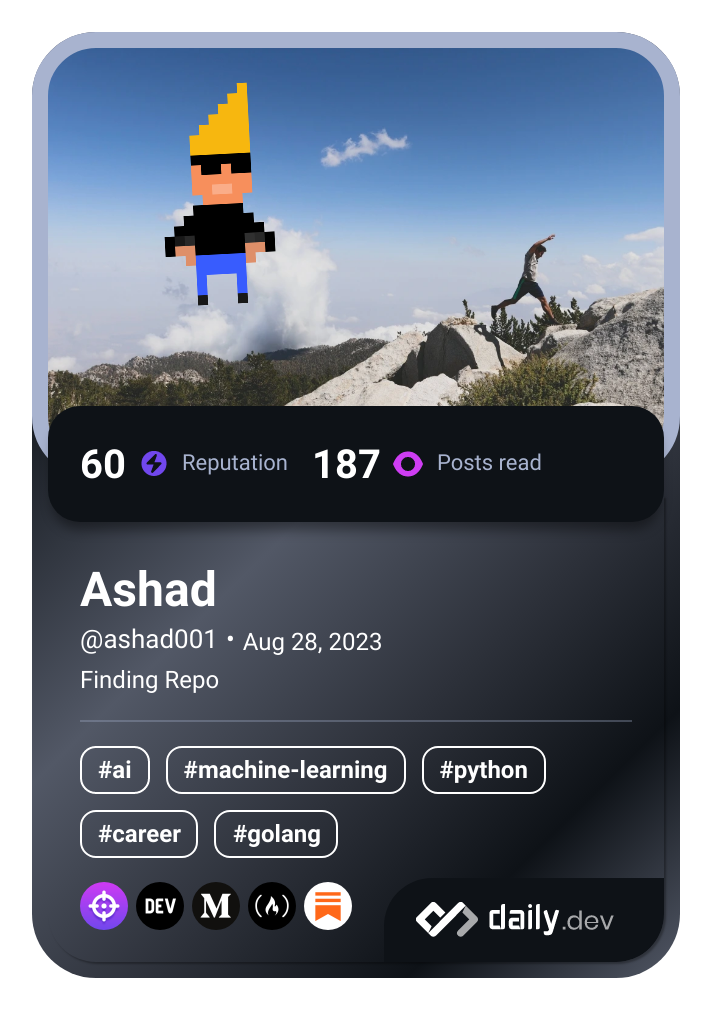 60 Reputation 187 Posts read
Ashad
@ashad001 • Aug 28, 2023
Finding Repo
#ai #machine-learning #python
#career #golang
DEV M daily.dev